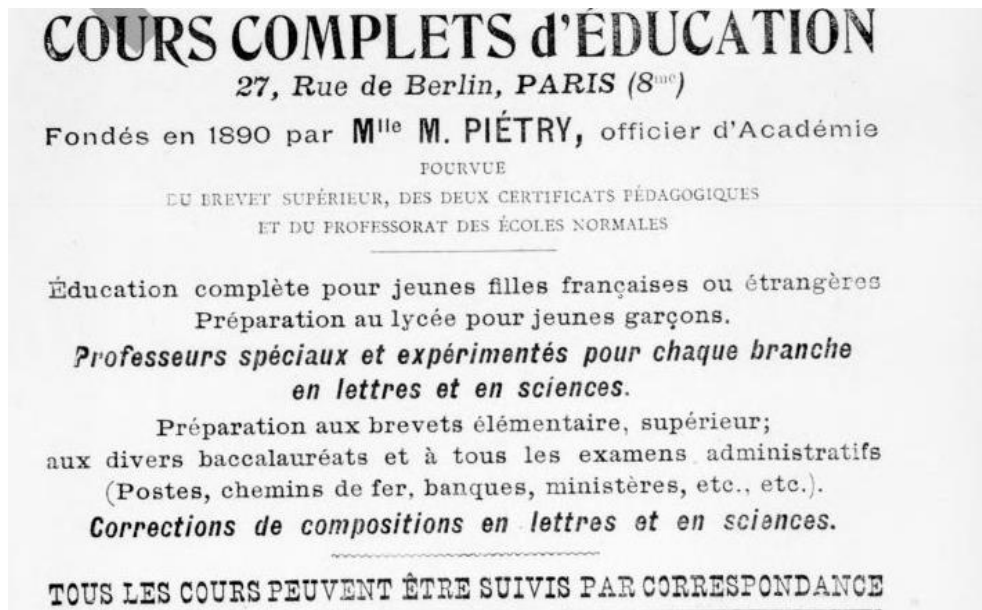 COURS COMPLETS d'ÉDUCATION
27, Rue de Berlin, PARIS (8me)
Fondés en 1890 par Mlle M. PIÉTRY, officier d'Académie
POURVUE
DU BREVET SUPÉRIEUR, DES DEUX CERTIFICATS PÉDAGOGIQUES
ET DU PROFESSORAT DES ÉCOLES NORMALES
Éducation complète pour jeunes filles françaises ou étrangères
Préparation au lycée pour jeunes garçons.
Professeurs spéciaux et expérimentés pour chaque branche
en lettres et en sciences.
Préparation aux brevets élémentaire, supérieur;
aux divers baccalauréats et à tous les examens administratifs
(Postes, chemins de fer, banques, ministères, etc., etc.).
Corrections de compositions en lettres et en sciences.
TOUS LES COURS PEUVENT ÊTRE SUIVIS PAR CORRESPONDANCE